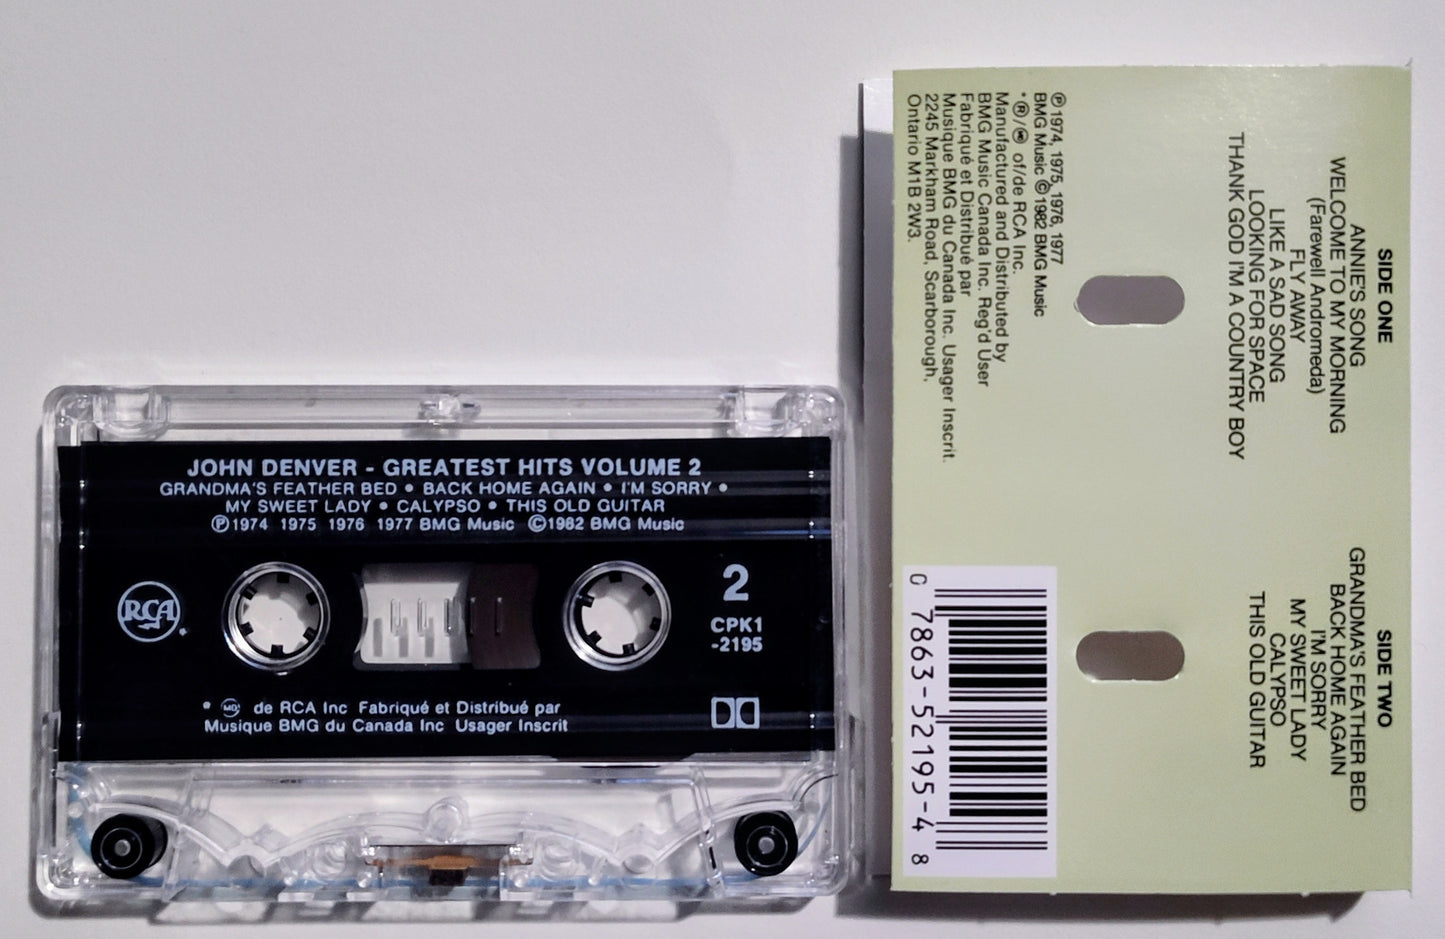 JOHN DENVER - GREATEST HITS VOLUME 2
GRANDMA'S FEATHER BED • BACK HOME AGAIN • I'M SORRY •
MY SWEET LADY • CALYPSO • THIS OLD GUITAR
℗1974 1975 1976 1977 BMG Music ©1982 BMG Music
RCA
2
CPK1
-2195
* de RCA Inc Fabriqué et Distribué par
Musique BMG du Canada Inc Usager Inscrit
SIDE ONE
ANNIE'S SONG
WELCOME TO MY MORNING
(Farewell Andromeda)
FLY AWAY
LIKE A SAD SONG
LOOKING FOR SPACE
THANK GOD I'M A COUNTRY BOY
SIDE TWO
GRANDMA'S FEATHER BED
BACK HOME AGAIN
I'M SORRY
MY SWEET LADY
CALYPSO
THIS OLD GUITAR
℗1974, 1975, 1976, 1977
BMG Music ©1982 BMG Music
* ®/ of/de RCA Inc.
Manufactured and Distributed by
BMG Music Canada Inc. Reg'd User
Fabriqué et Distribué par
Musique BMG du Canada Inc. Usager Inscrit.
2245 Markham Road, Scarborough,
Ontario M1B 2W3.
0 7863-52195-4 8